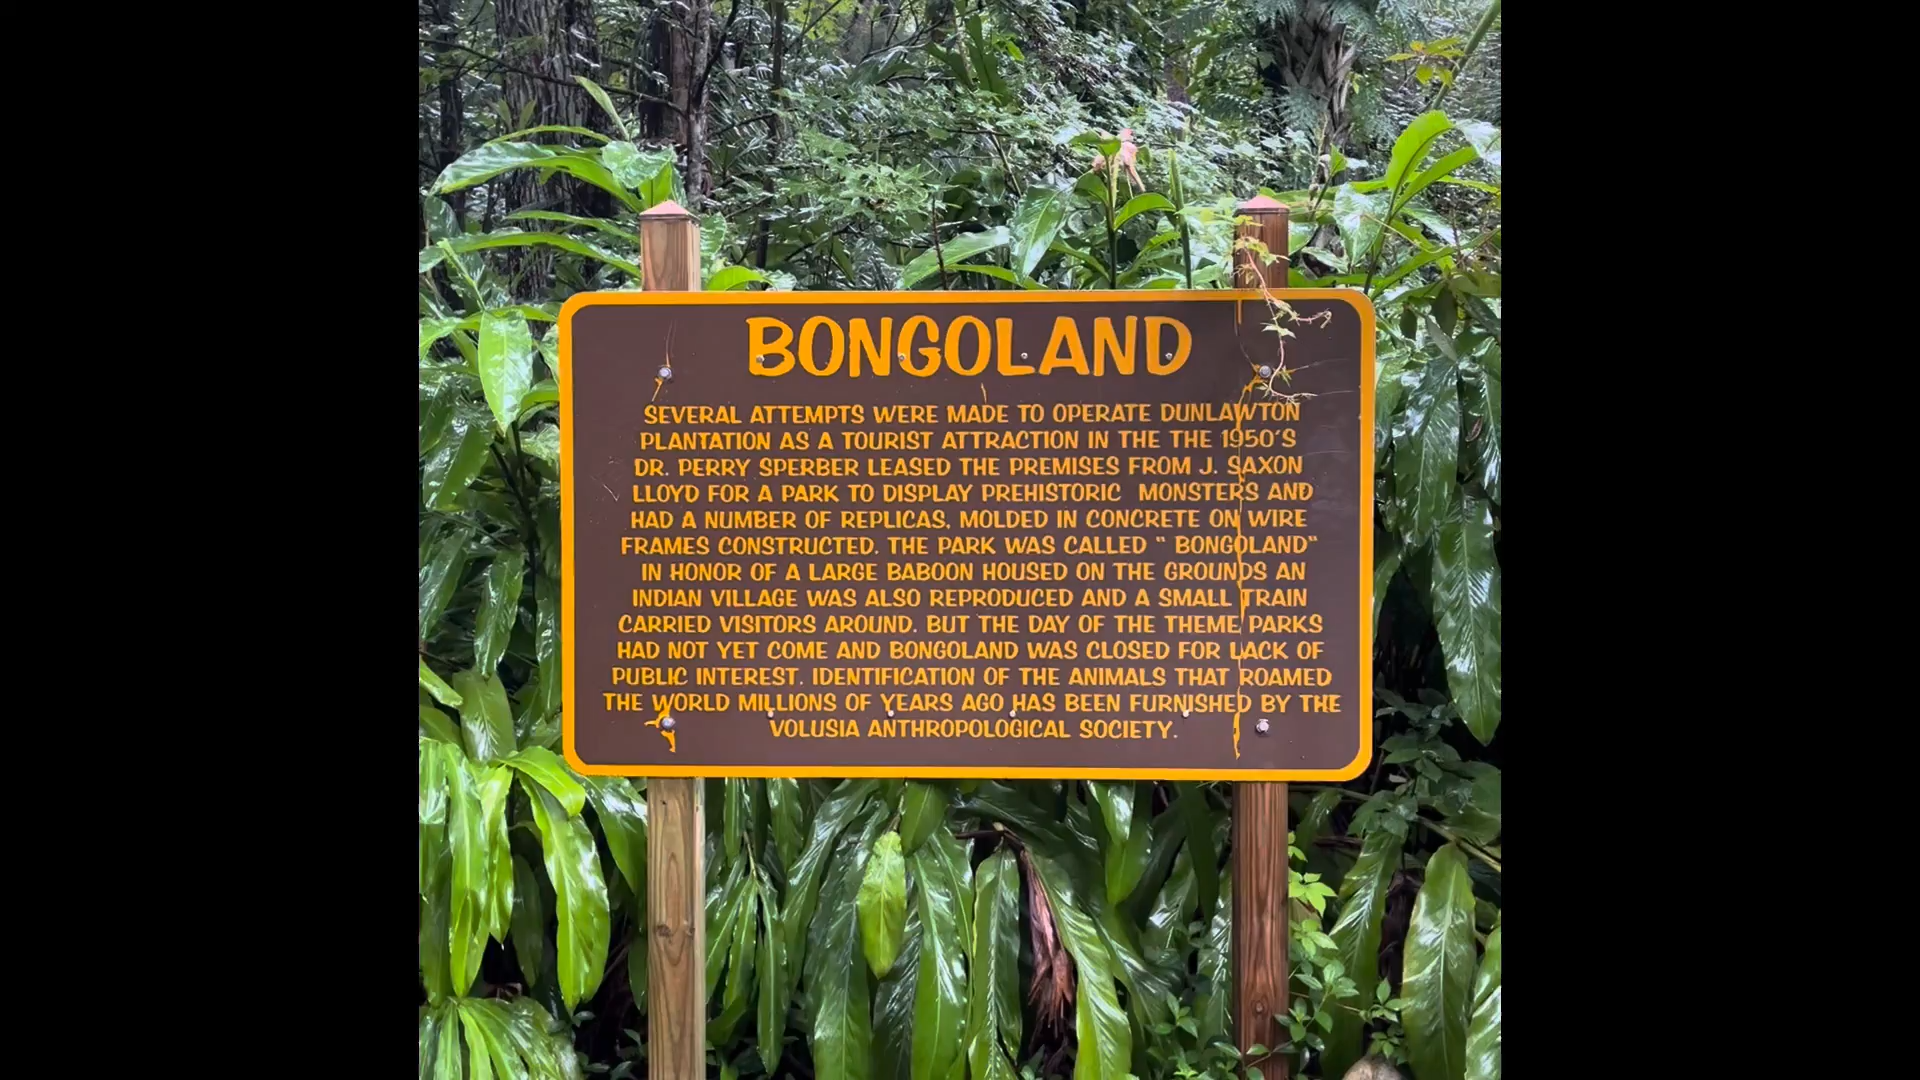 BONGOLAND
SEVERAL ATTEMPTS WERE MADE TO OPERATE DUNLAWTON
PLANTATION AS A TOURIST ATTRACTION IN THE THE 1950'S
DR. PERRY SPERBER LEASED THE PREMISES FROM J. SAXON
LLOYD FOR A PARK TO DISPLAY PREHISTORIC MONSTERS AND
HAD A NUMBER OF REPLICAS, MOLDED IN CONCRETE ON WIRE
FRAMES CONSTRUCTED. THE PARK WAS CALLED " BONGOLAND"
IN HONOR OF A LARGE BABOON HOUSED ON THE GROUNDS AN
INDIAN VILLAGE WAS ALSO REPRODUCED AND A SMALL TRAIN
CARRIED VISITORS AROUND. BUT THE DAY OF THE THEME PARKS
HAD NOT YET COME AND BONGOLAND WAS CLOSED FOR LACK OF
PUBLIC INTEREST. IDENTIFICATION OF THE ANIMALS THAT ROAMED
THE WORLD MILLIONS OF YEARS AGO HAS BEEN FURNISHED BY THE
VOLUSIA ANTHROPOLOGICAL SOCIETY.